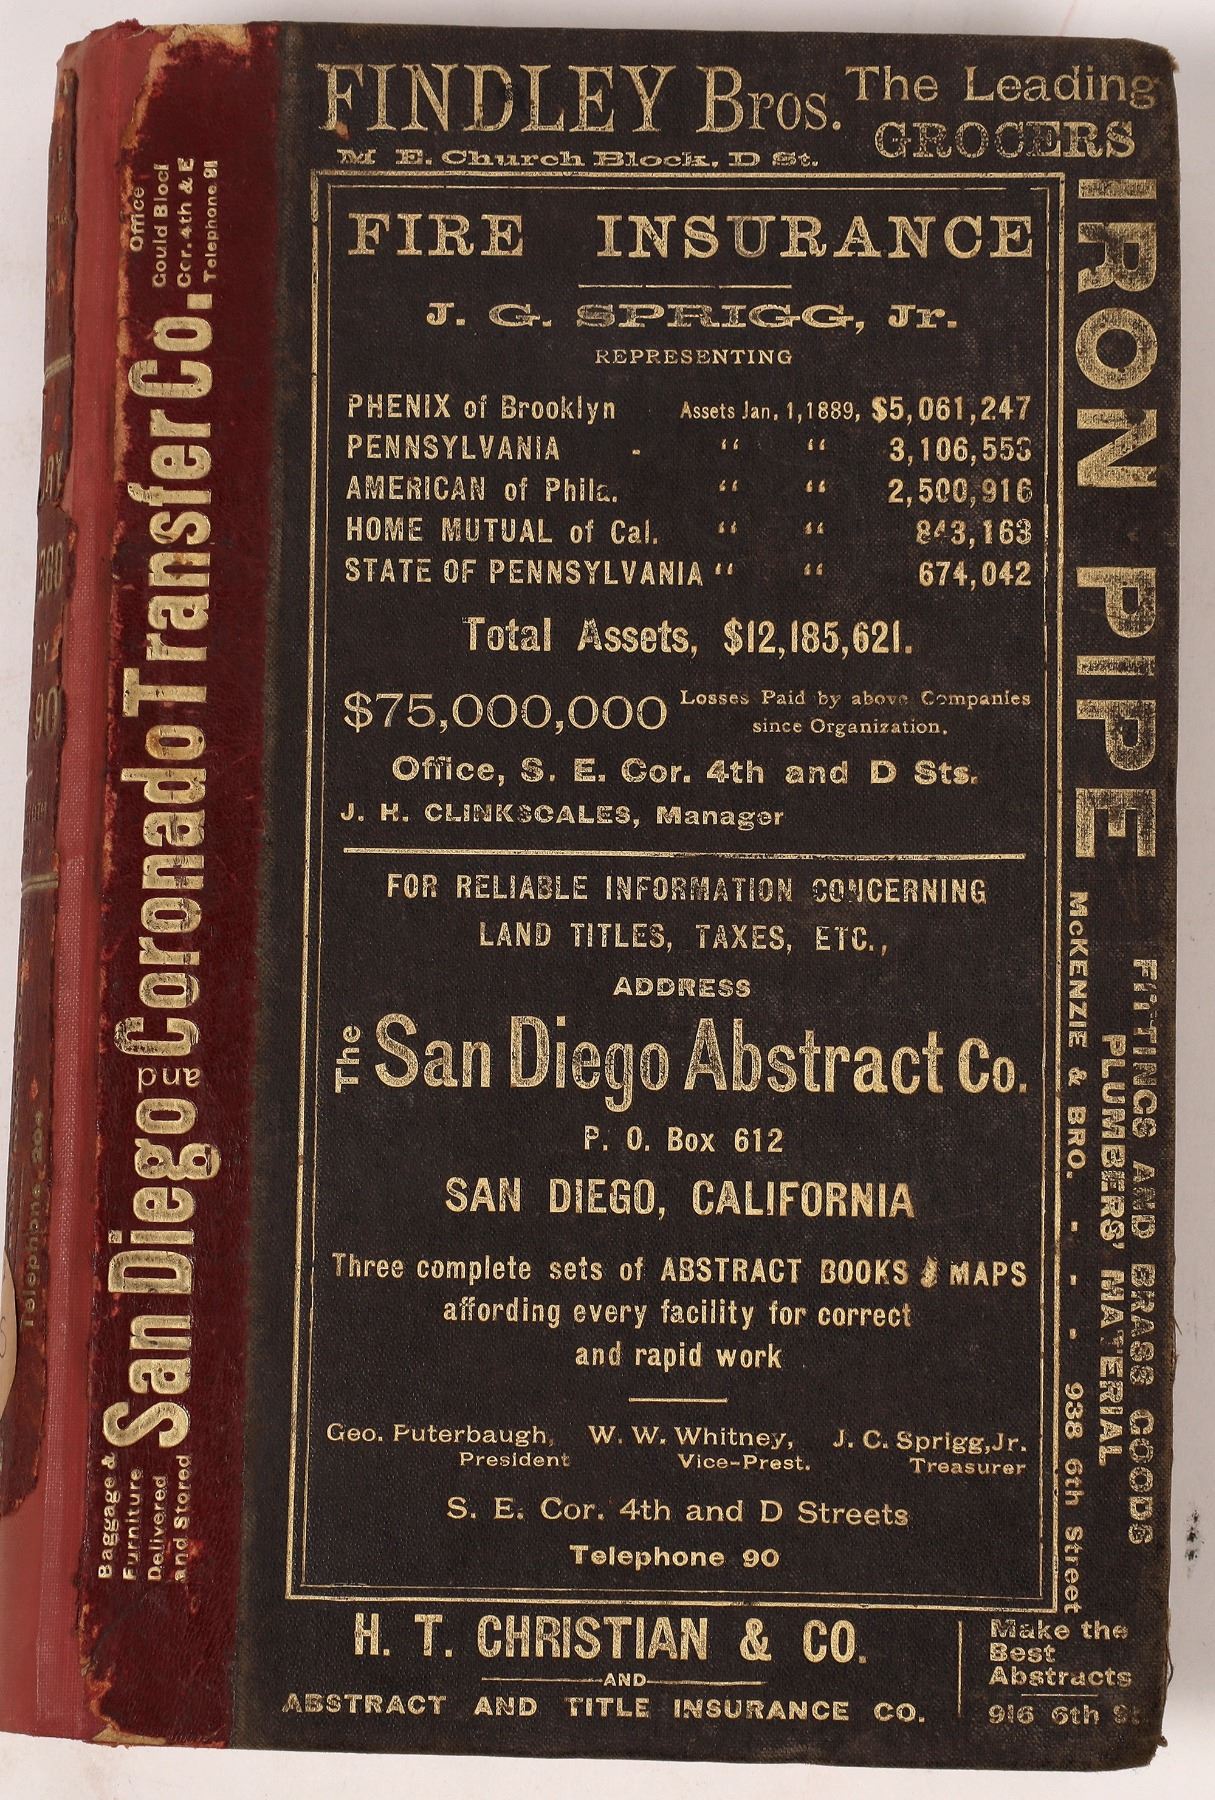 FINDLEY Bros. The Leading
GROCERS
M E. Church Block, D St.
FIRE INSURANCE
J. G. SPRIGG, Jr.
REPRESENTING
PHENIX of Brooklyn Assets Jan, 1,1889, $5,061,247
PENNSYLVANIA - “ “ 3,106,553
AMERICAN of Phila. “ “ 2,500,916
HOME MUTUAL of Cal. “ “ 843,163
STATE OF PENNSYLVANIA “ “ 674,042
Total Assets, $12,185,621.
$75,000,000 Losses Paid by above Companies
since Organization.
Office, S. E. Cor. 4th and D Sts.
J. H. CLINKSCALES, Manager
FOR RELIABLE INFORMATION CONCERNING
LAND TITLES, TAXES, ETC.,
ADDRESS
The San Diego Abstract Co.
P. O. Box 612
SAN DIEGO, CALIFORNIA
Three complete sets of ABSTRACT BOOKS MAPS
affording every facility for correct
and rapid work
Geo. Puterbaugh, W. W. Whitney, J. C. Sprigg,Jr.
President Vice-Prest. Treasurer
S. E. Cor. 4th and D Streets
Telephone 90
H. T. CHRISTIAN & CO.
AND
ABSTRACT AND TITLE INSURANCE CO.
Make the
Best
Abstracts
916 6th St
IRON PIPE
FITTINGS AND BRASS GOODS
PLUMBERS' MATERIAL
McKENZIE & BRO. - - - - 938 6th Street
Baggage &
Furniture
Delivered
and Stored
San Diego and Coronado Transfer Co.
Office
Gould Block
Cor. 4th & E
Telephone 91
90
Telephone 204